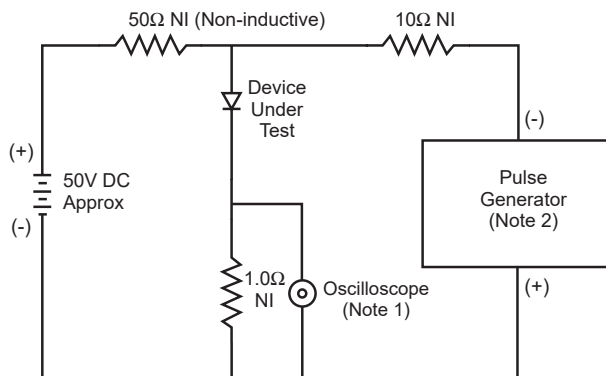 50Ω NI (Non-inductive)
10Ω NI
Device
Under
Test
(+)
50V DC
Approx
(-)
(-)
Pulse
Generator
(Note 2)
(+)
1.0Ω
NI
Oscilloscope
(Note 1)